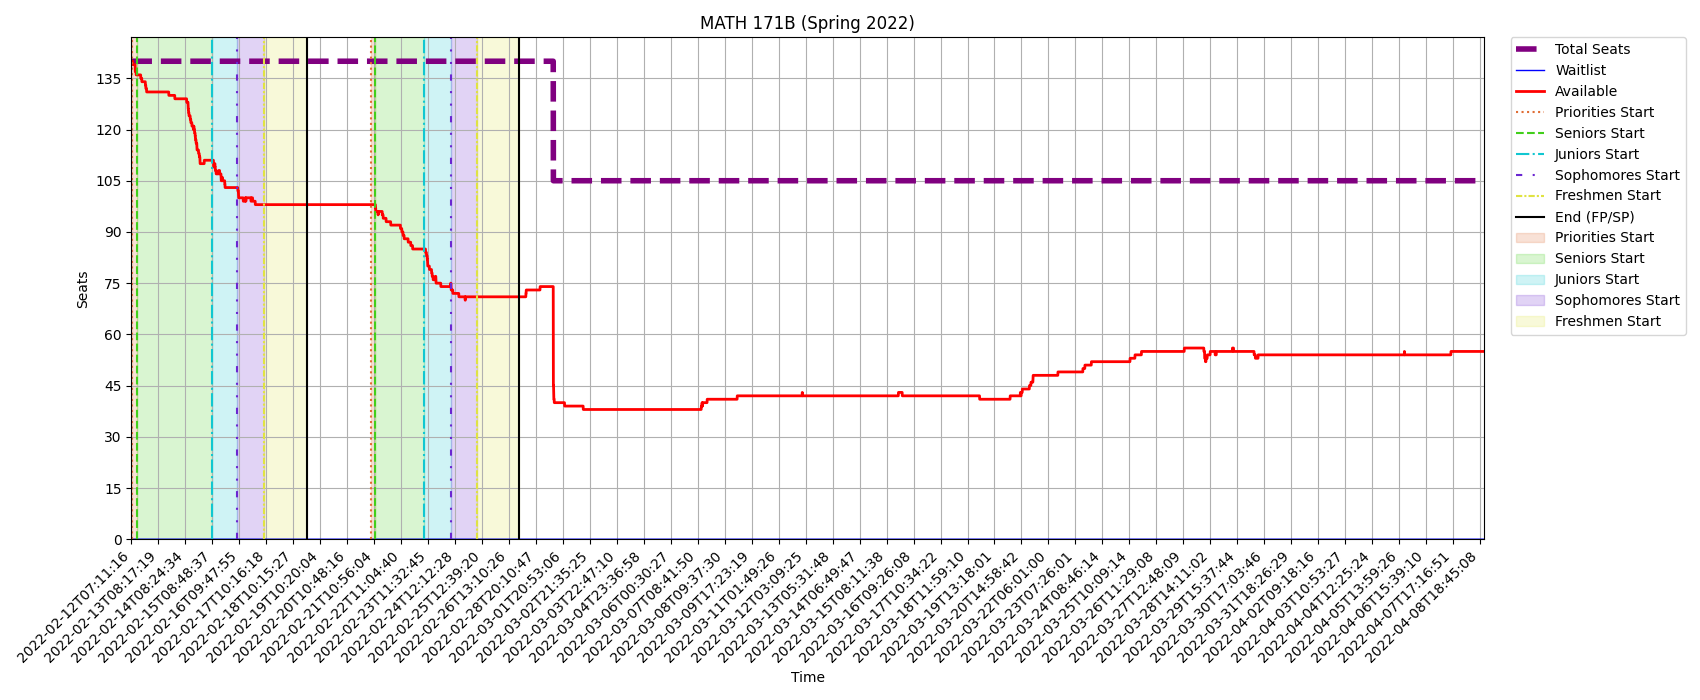 MATH 171B (Spring 2022)
Seats
135
120
105
90
75
60
45
30
15
0
2022-02-12T07:11:16
2022-02-13T08:17:19
2022-02-14T08:24:34
2022-02-15T08:48:37
2022-02-16T09:47:55
2022-02-17T10:16:18
2022-02-18T10:15:27
2022-02-19T10:20:04
2022-02-20T10:48:16
2022-02-21T10:56:04
2022-02-22T11:04:40
2022-02-23T11:32:45
2022-02-24T12:12:28
2022-02-25T12:39:20
2022-02-26T13:10:26
2022-02-28T20:10:47
2022-03-01T20:53:06
2022-03-02T21:35:25
2022-03-03T22:47:10
2022-03-04T23:36:58
2022-03-06T00:30:27
2022-03-07T08:41:50
2022-03-08T09:37:30
2022-03-09T17:23:19
2022-03-11T01:49:26
2022-03-12T03:09:25
2022-03-13T05:31:48
2022-03-14T06:49:47
2022-03-15T08:11:38
2022-03-16T09:26:08
2022-03-17T10:34:22
2022-03-18T11:59:10
2022-03-19T13:18:01
2022-03-20T14:58:42
2022-03-22T06:01:00
2022-03-23T07:26:01
2022-03-24T08:46:14
2022-03-25T10:09:14
2022-03-26T11:29:08
2022-03-27T12:48:09
2022-03-28T14:11:02
2022-03-29T15:37:44
2022-03-30T17:03:46
2022-03-31T18:26:29
2022-04-02T09:18:16
2022-04-03T10:53:27
2022-04-04T12:25:24
2022-04-05T13:59:26
2022-04-06T15:39:10
2022-04-07T17:16:51
2022-04-08T18:45:08
Time
Total Seats
Waitlist
Available
Priorities Start
Seniors Start
Juniors Start
Sophomores Start
Freshmen Start
End (FP/SP)
Priorities Start
Seniors Start
Juniors Start
Sophomores Start
Freshmen Start